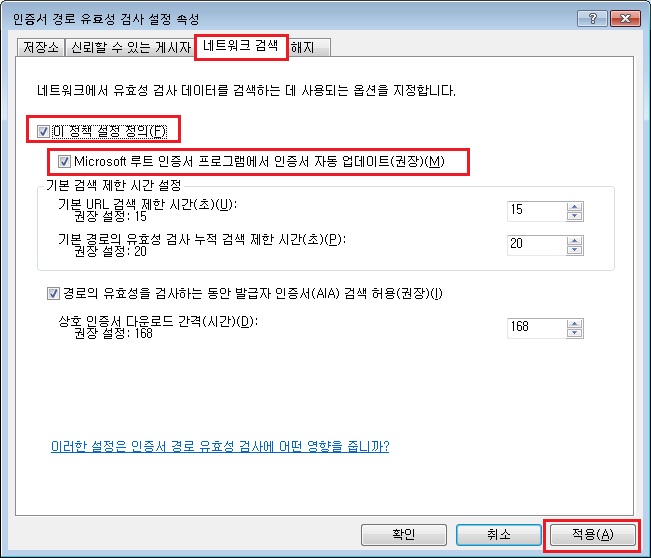 인증서 경로 유효성 검사 설정 속성
저장소 신뢰할 수 있는 게시자 네트워크 검색 해지
네트워크에서 유효성 검사 데이터를 검색하는 데 사용되는 옵션을 지정합니다.
이 정책 설정 정의(F)
Microsoft 루트 인증서 프로그램에서 인증서 자동 업데이트(권장)(M)
기본 검색 제한 시간 설정
기본 URL 검색 제한 시간(초)(U): 15
권장 설정: 15
기본 경로의 유효성 검사 누적 검색 제한 시간(초)(P): 20
권장 설정: 20
경로의 유효성을 검사하는 동안 발급자 인증서(AIA) 검색 허용(권장)(I)
상호 인증서 다운로드 간격(시간)(D): 168
권장 설정: 168
이러한 설정은 인증서 경로 유효성 검사에 어떤 영향을 줍니까?
확인 취소 적용(A)